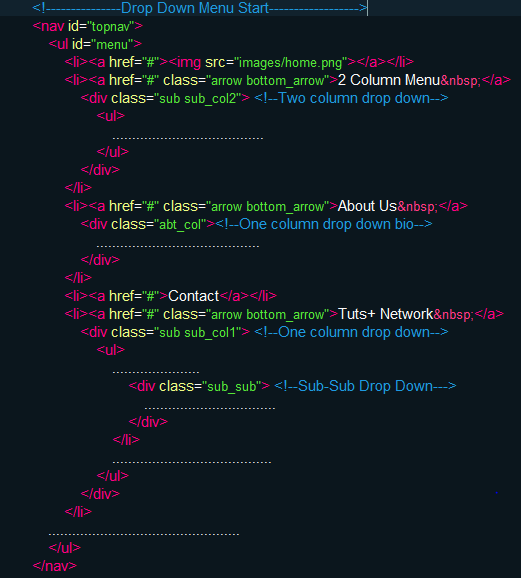 <!---------------Drop Down Menu Start------------------>
<nav id="topnav">
<ul id="menu">
<li><a href="#"><img src="images/home.png"></a></li>
<li><a href="#" class="arrow bottom_arrow">2 Column Menu&nbsp;</a>
<div class="sub sub_col2"> <!--Two column drop down-->
<ul>
......................................
</ul>
</div>
</li>
<li><a href="#" class="arrow bottom_arrow">About Us&nbsp;</a>
<div class="abt_col"><!--One column drop down bio-->
.........................................
</div>
</li>
<li><a href="#">Contact</a></li>
<li><a href="#" class="arrow bottom_arrow">Tuts+ Network&nbsp;</a>
<div class="sub sub_col1"> <!--One column drop down-->
<ul>
......................
<div class="sub_sub"> <!--Sub-Sub Drop Down--->
.................................
</div>
</li>
........................................
</ul>
</div>
</li>
................................................
</ul>
</nav>